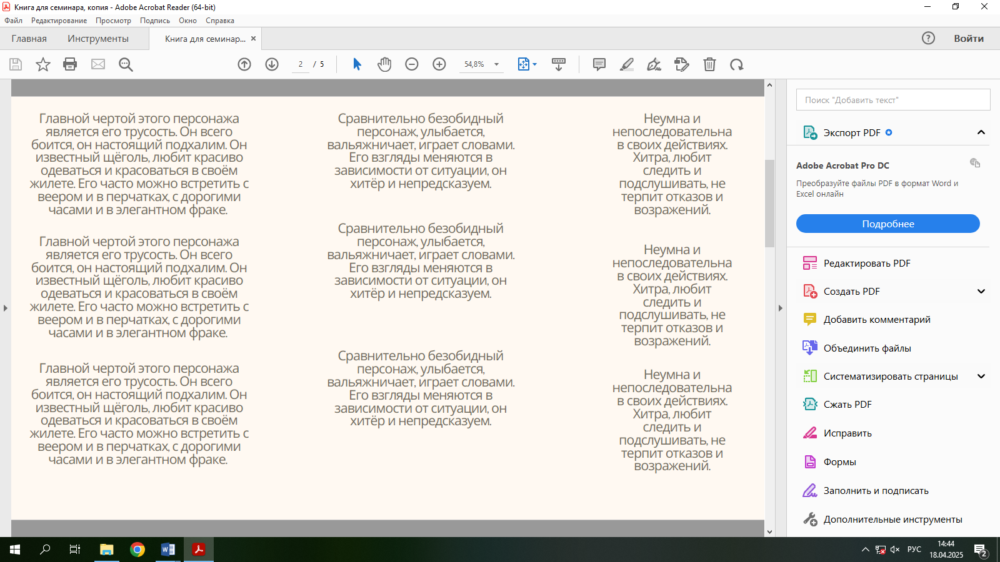 Книга для семинара, копия - Adobe Acrobat Reader (64-bit)
Файл Редактирование Просмотр Подпись Окно Справка
Главная Инструменты Книга для семинар... × ? Войти
2 / 5 54,8%
Главной чертой этого персонажа
является его трусость. Он всего
боится, он настоящий подхалим. Он
известный щёголь, любит красиво
одеваться и красоваться в своём
жилете. Его часто можно встретить с
веером и в перчатках, с дорогими
часами и в элегантном фраке.
Сравнительно безобидный
персонаж, улыбается,
вальяжничает, играет словами.
Его взгляды меняются в
зависимости от ситуации, он
хитёр и непредсказуем.
Неумна и
непоследовательна
в своих действиях.
Хитра, любит
следить и
подслушивать, не
терпит отказов и
возражений.
Главной чертой этого персонажа
является его трусость. Он всего
боится, он настоящий подхалим. Он
известный щёголь, любит красиво
одеваться и красоваться в своём
жилете. Его часто можно встретить с
веером и в перчатках, с дорогими
часами и в элегантном фраке.
Сравнительно безобидный
персонаж, улыбается,
вальяжничает, играет словами.
Его взгляды меняются в
зависимости от ситуации, он
хитёр и непредсказуем.
Неумна и
непоследовательна
в своих действиях.
Хитра, любит
следить и
подслушивать, не
терпит отказов и
возражений.
Главной чертой этого персонажа
является его трусость. Он всего
боится, он настоящий подхалим. Он
известный щёголь, любит красиво
одеваться и красоваться в своём
жилете. Его часто можно встретить с
веером и в перчатках, с дорогими
часами и в элегантном фраке.
Сравнительно безобидный
персонаж, улыбается,
вальяжничает, играет словами.
Его взгляды меняются в
зависимости от ситуации, он
хитёр и непредсказуем.
Неумна и
непоследовательна
в своих действиях.
Хитра, любит
следить и
подслушивать, не
терпит отказов и
возражений.
Поиск "Добавить текст"
Экспорт PDF
Adobe Acrobat Pro DC
Преобразуйте файлы PDF в формат Word и
Excel онлайн
Подробнее
Редактировать PDF
Создать PDF
Добавить комментарий
Объединить файлы
Систематизировать страницы
Сжать PDF
Исправить
Формы
Заполнить и подписать
Дополнительные инструменты
РУС 14:44
18.04.2025
2